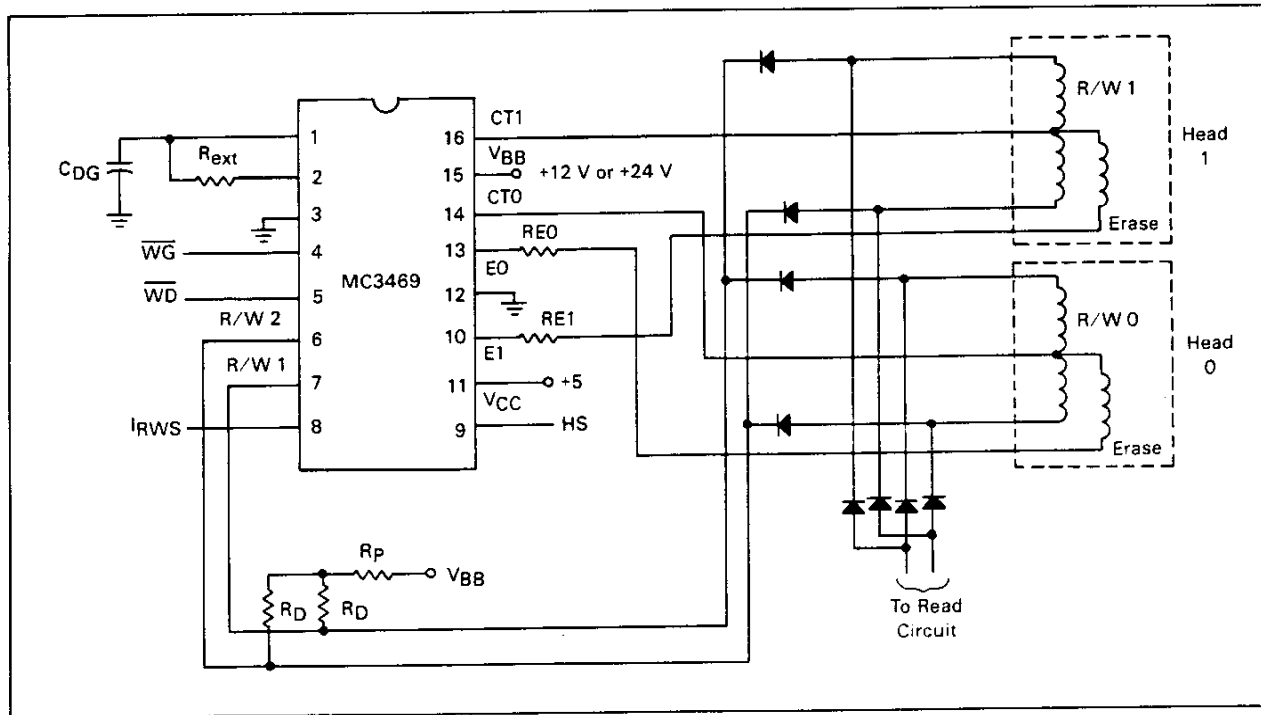 CT1
R/W 1
1
16
Head
1
CDG
Rext
VBB
2
15
+12 V or +24 V
CT0
3
14
RE0
Erase
WG
4
13
E0
MC3469
WD
5
12
R/W 2
RE1
R/W 0
6
10
E1
Head
0
R/W 1
7
11
+5
VCC
IRWS
8
9
HS
Erase
RP
VBB
RD
RD
To Read
Circuit